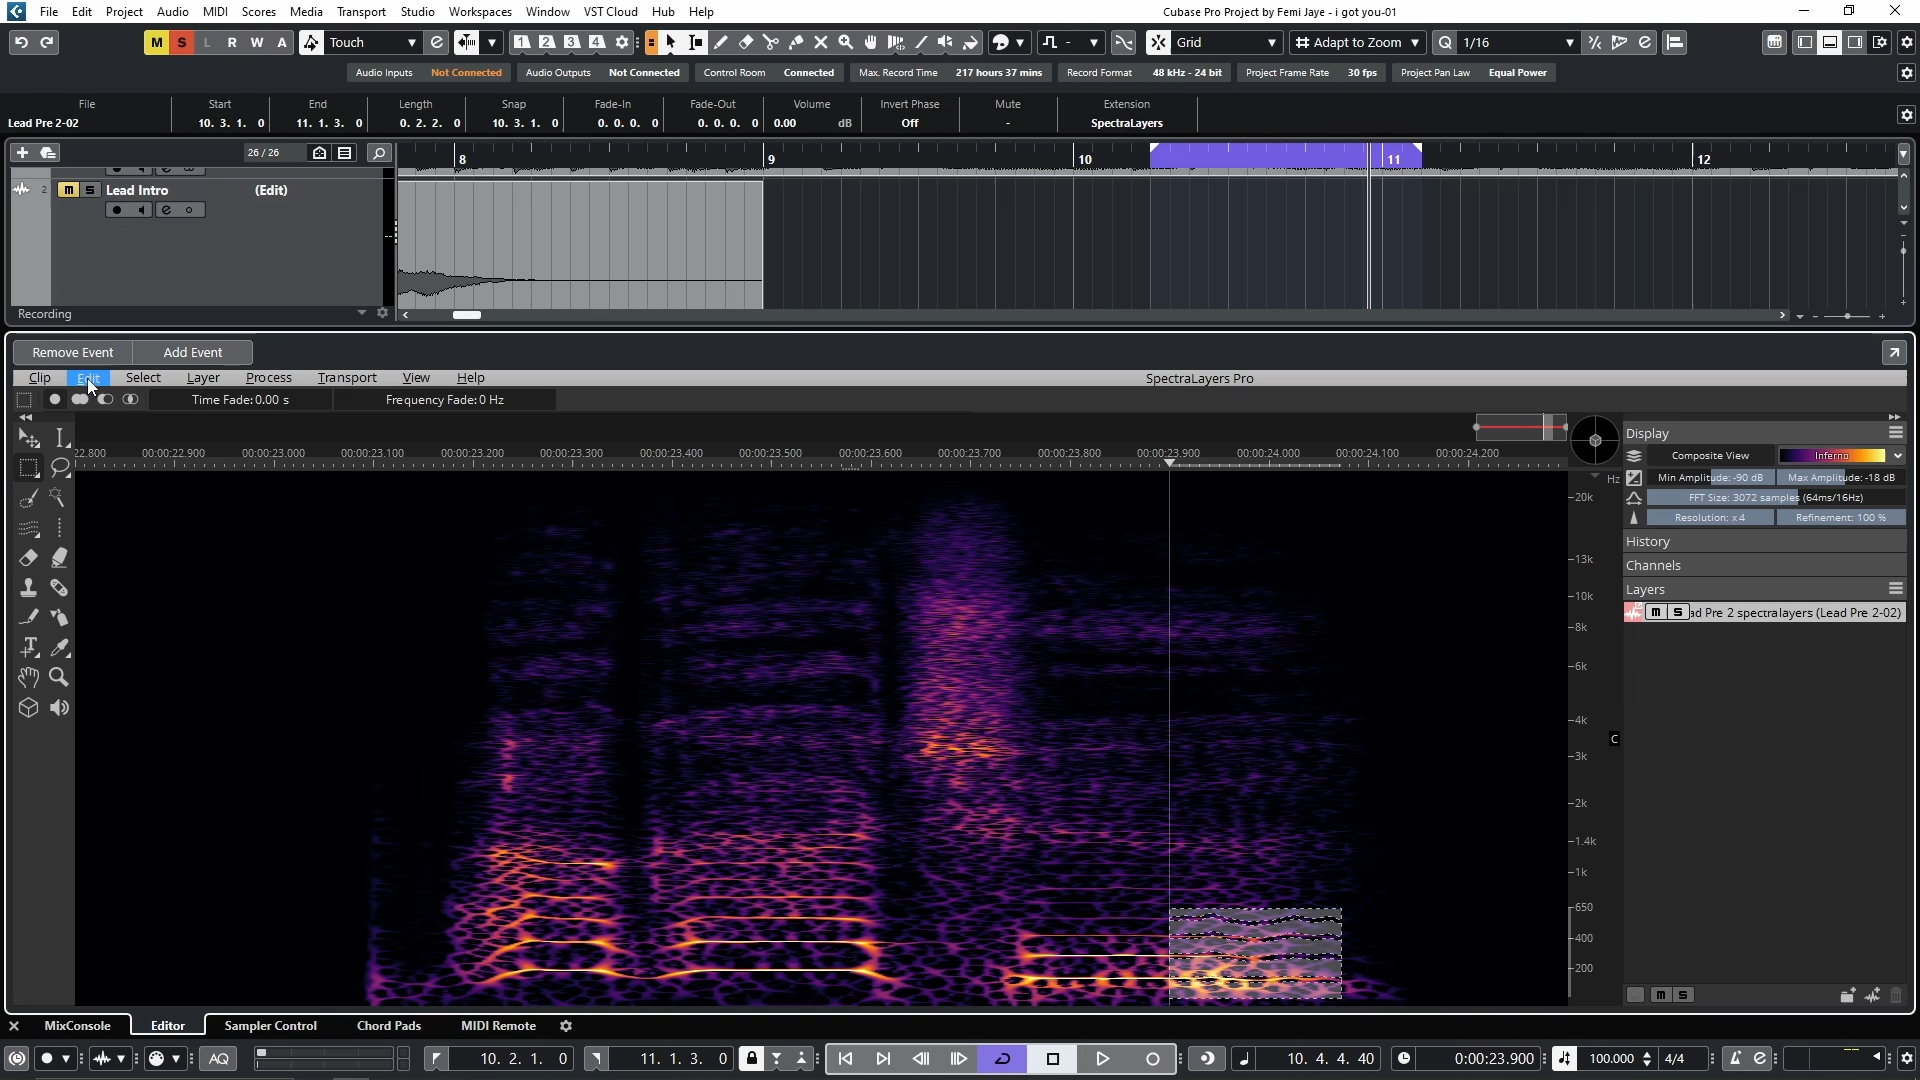 File Edit Project Audio MIDI Scores Media Transport Studio Workspaces Window VST Cloud Hub Help Cubase Pro Project by Femi Jaye - i got you-01
M S L R W A Touch 1 2 3 4 - Grid Adapt to Zoom Q 1/16
Audio Inputs Not Connected Audio Outputs Not Connected Control Room Connected Max. Record Time 217 hours 37 mins Record Format 48 kHz - 24 bit Project Frame Rate 30 fps Project Pan Law Equal Power
File Start End Length Snap Fade-In Fade-Out Volume Invert Phase Mute Extension
Lead Pre 2-02 10. 3. 1. 0 11. 1. 3. 0 0. 2. 2. 0 10. 3. 1. 0 0. 0. 0. 0 0. 0. 0. 0 0.00 dB Off - SpectraLayers
26 / 26 8 9 10 11 12
2 m S Lead Intro (Edit)
Recording
Remove Event Add Event
Clip Edit Select Layer Process Transport View Help SpectraLayers Pro
Time Fade:0.00 s Frequency Fade:0 Hz
Display
22.800 00:00:22.900 00:00:23.000 00:00:23.100 00:00:23.200 00:00:23.300 00:00:23.400 00:00:23.500 00:00:23.600 00:00:23.700 00:00:23.800 00:00:23.900 00:00:24.000 00:00:24.100 00:00:24.200
Composite View Inferno
Hz Min Amplitude: -90 dB Max Amplitude: -18 dB
20k FFT Size: 3072 samples (64ms/16Hz)
Resolution: x 4 Refinement: 100 %
History
13k
Channels
Layers
10k
m S ad Pre 2 spectralayers (Lead Pre 2-02)
8k
6k
4k
C
3k
2k
1.4k
1k
650
400
200
m S
MixConsole Editor Sampler Control Chord Pads MIDI Remote
AQ 10. 2. 1. 0 11. 1. 3. 0 10. 4. 4. 40 0:00:23.900 100.000 4/4